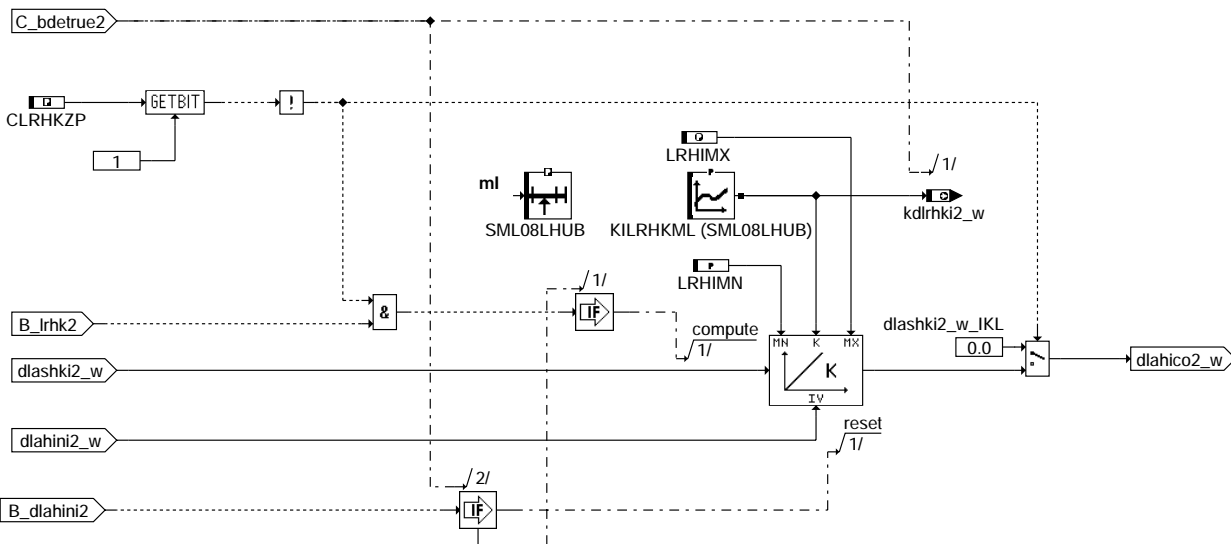 C_bdetrue2
GETBIT
!
P
CLRHKZP
1
LRHIMX
/1/
ml
P
SML08LHUB
KILRHKML (SML08LHUB)
kdlrhki2_w
P
LRHIMN
/1/
&
IF
B_lrhk2
compute
1/
dlashki2_w_IKL
0.0
MN K MX
K
IV
dlashki2_w
dlahico2_w
dlahini2_w
reset
1/
/2/
B_dlahini2
IF